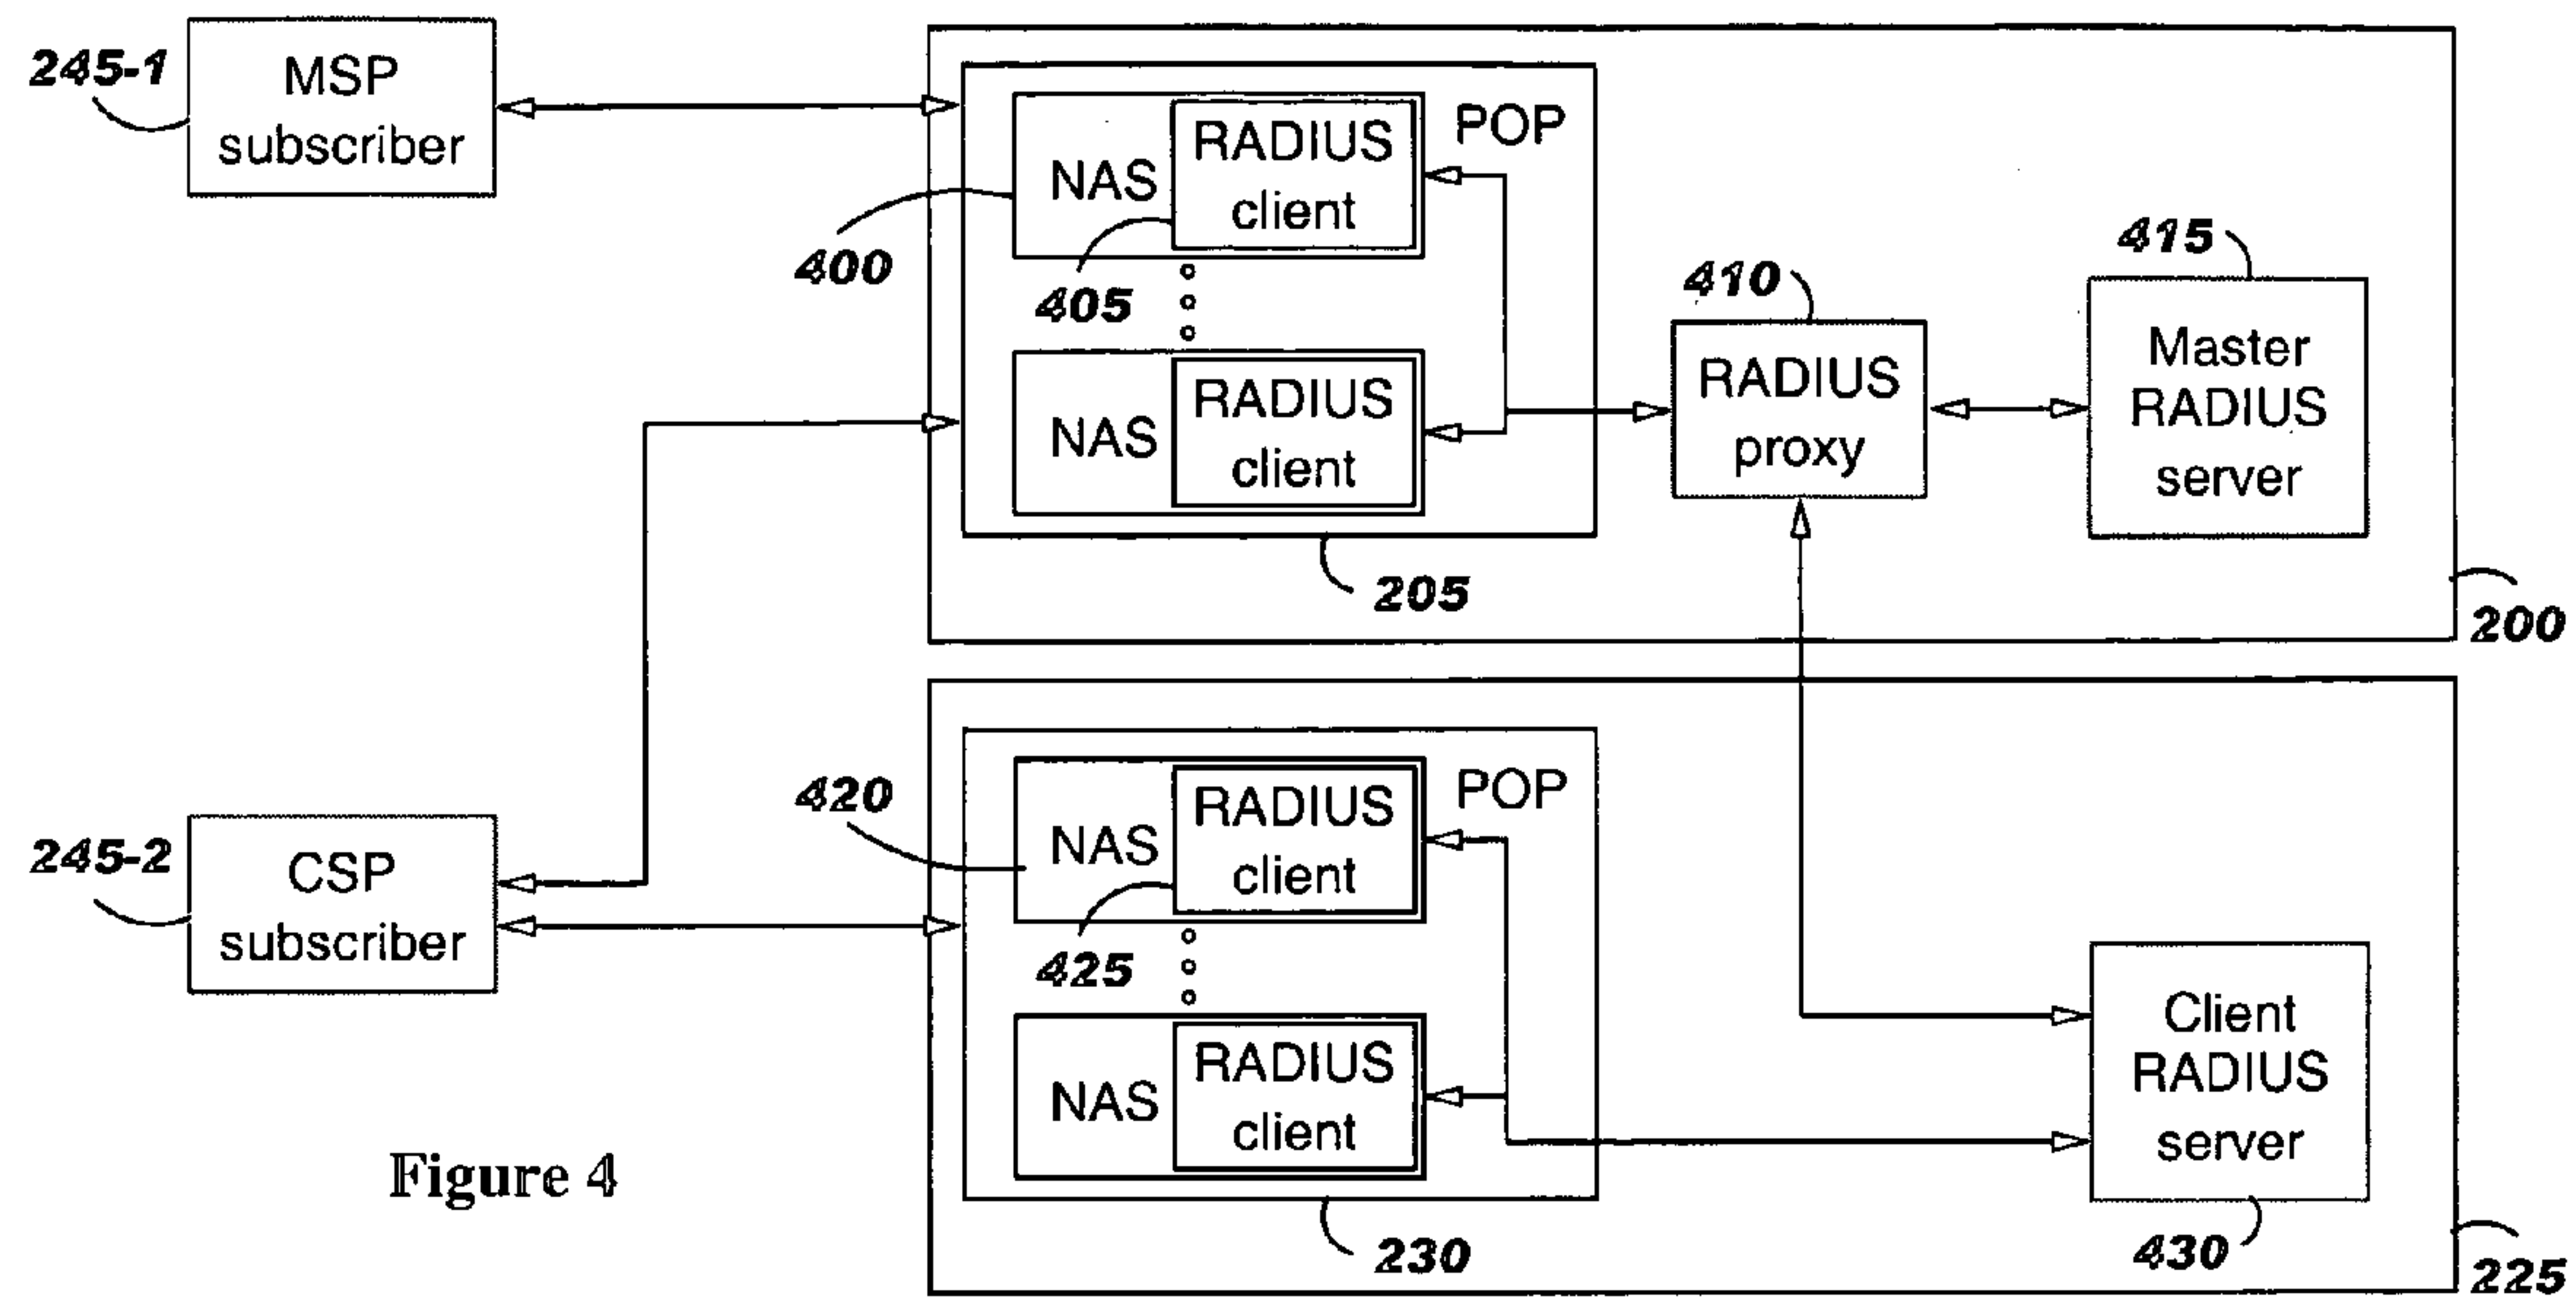 245-1
MSP
subscriber
400
NAS
RADIUS
client
405
POP
NAS
RADIUS
client
205
410
RADIUS
proxy
415
Master
RADIUS
server
200
245-2
CSP
subscriber
420
NAS
RADIUS
client
425
POP
NAS
RADIUS
client
230
Client
RADIUS
server
430
225
Figure 4